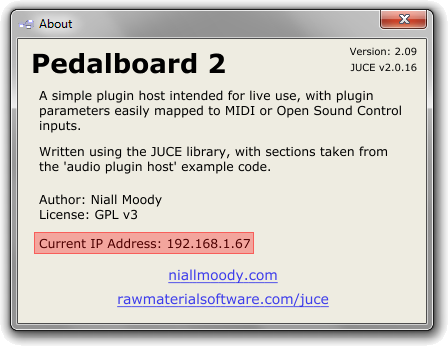 About
Pedalboard 2
Version: 2.09
JUCE v2.0.16
A simple plugin host intended for live use, with plugin
parameters easily mapped to MIDI or Open Sound Control
inputs.
Written using the JUCE library, with sections taken from
the 'audio plugin host' example code.
Author: Niall Moody
License: GPL v3
Current IP Address: 192.168.1.67
niallmoody.com
rawmaterialsoftware.com/juce